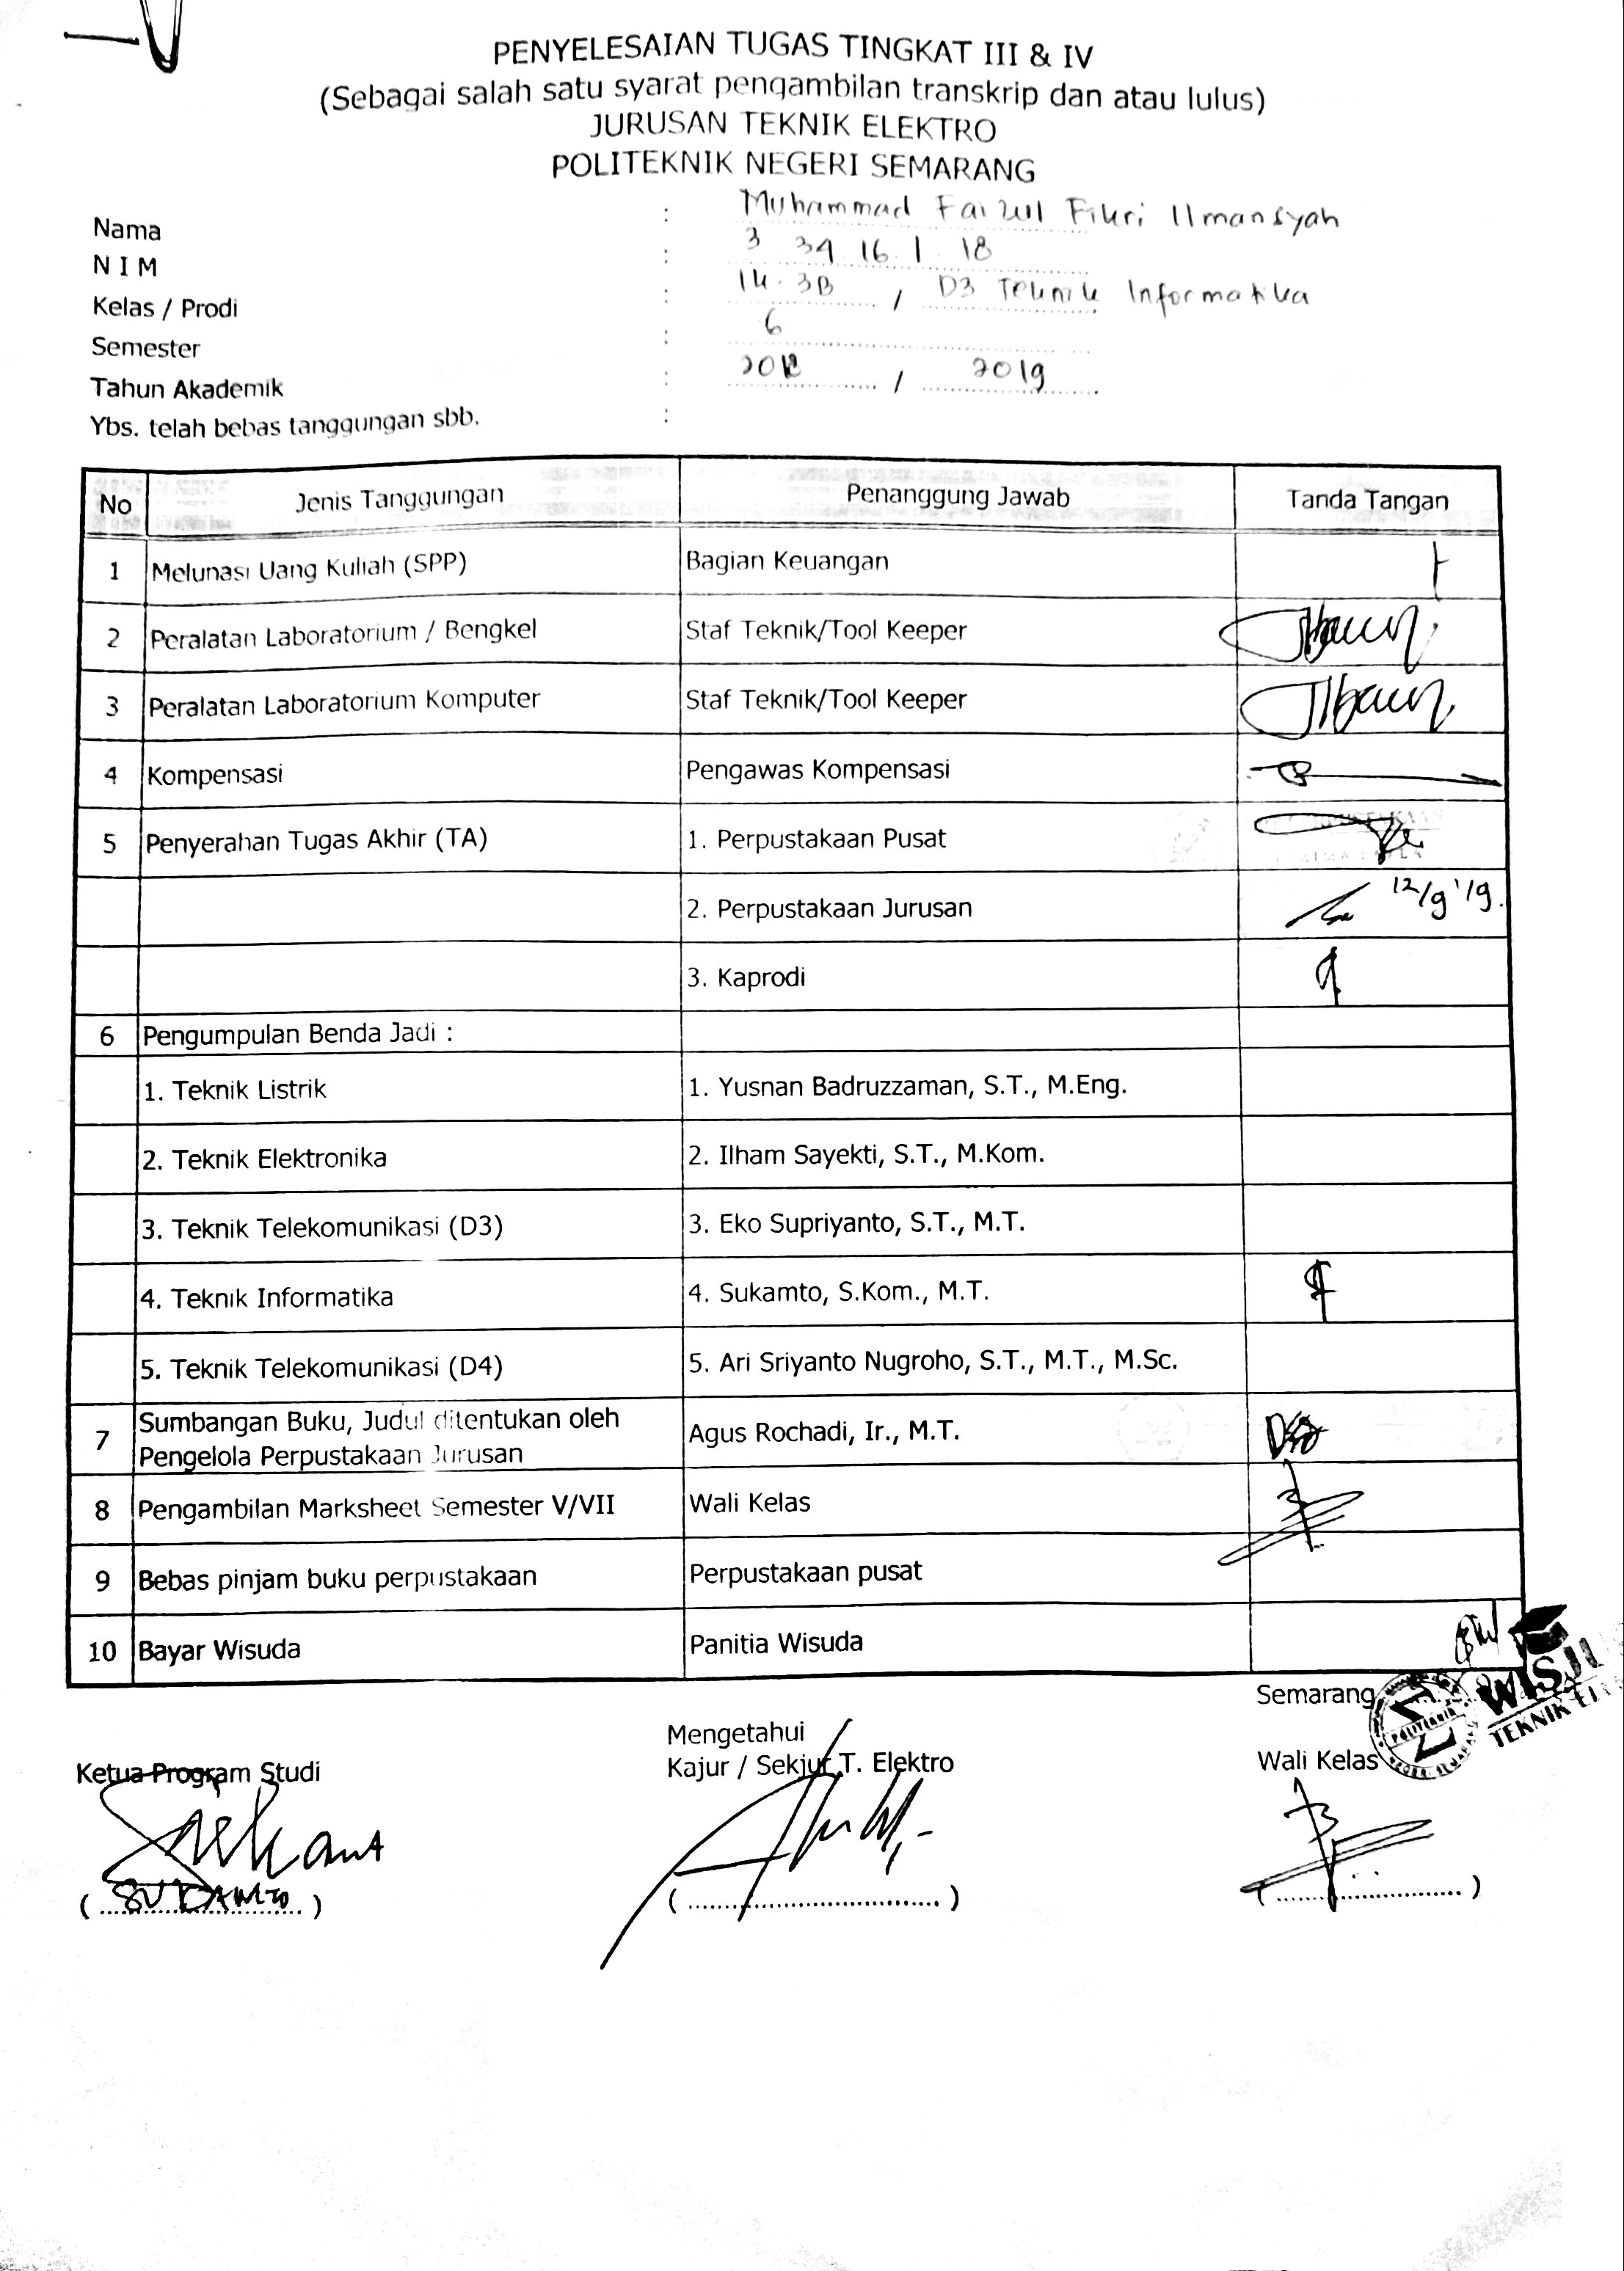 PENYELESAIAN TUGAS TINGKAT III & IV
(Sebagai salah satu syarat pengambilan transkrip dan atau lulus)
JURUSAN TEKNIK ELEKTRO
POLITEKNIK NEGERI SEMARANG
Nama : Muhammad Faizul Fikri Ilmansyah
N I M : 3 34 16 1 18
Kelas / Prodi : IK-3B / D3 Teknik Informatika
Semester : 6
Tahun Akademik : 2018 / 2019
Ybs. telah bebas tanggungan sbb. :
No Jenis Tanggungan Penanggung Jawab Tanda Tangan
1 Melunasi Uang Kuliah (SPP) Bagian Keuangan
2 Peralatan Laboratorium / Bengkel Staf Teknik/Tool Keeper
3 Peralatan Laboratorium Komputer Staf Teknik/Tool Keeper
4 Kompensasi Pengawas Kompensasi
5 Penyerahan Tugas Akhir (TA) 1. Perpustakaan Pusat
2. Perpustakaan Jurusan 12/9'19.
3. Kaprodi
6 Pengumpulan Benda Jadi :
1. Teknik Listrik 1. Yusnan Badruzzaman, S.T., M.Eng.
2. Teknik Elektronika 2. Ilham Sayekti, S.T., M.Kom.
3. Teknik Telekomunikasi (D3) 3. Eko Supriyanto, S.T., M.T.
4. Teknik Informatika 4. Sukamto, S.Kom., M.T.
5. Teknik Telekomunikasi (D4) 5. Ari Sriyanto Nugroho, S.T., M.T., M.Sc.
7 Sumbangan Buku, Judul ditentukan oleh Pengelola Perpustakaan Jurusan Agus Rochadi, Ir., M.T.
8 Pengambilan Marksheet Semester V/VII Wali Kelas
9 Bebas pinjam buku perpustakaan Perpustakaan pusat
10 Bayar Wisuda Panitia Wisuda
Semarang
POLITEKNIK
TEKNIK
Mengetahui
Ketua Program Studi Kajur / Sekjur T. Elektro Wali Kelas
(SUKAMTO) (..............................) (..............................)